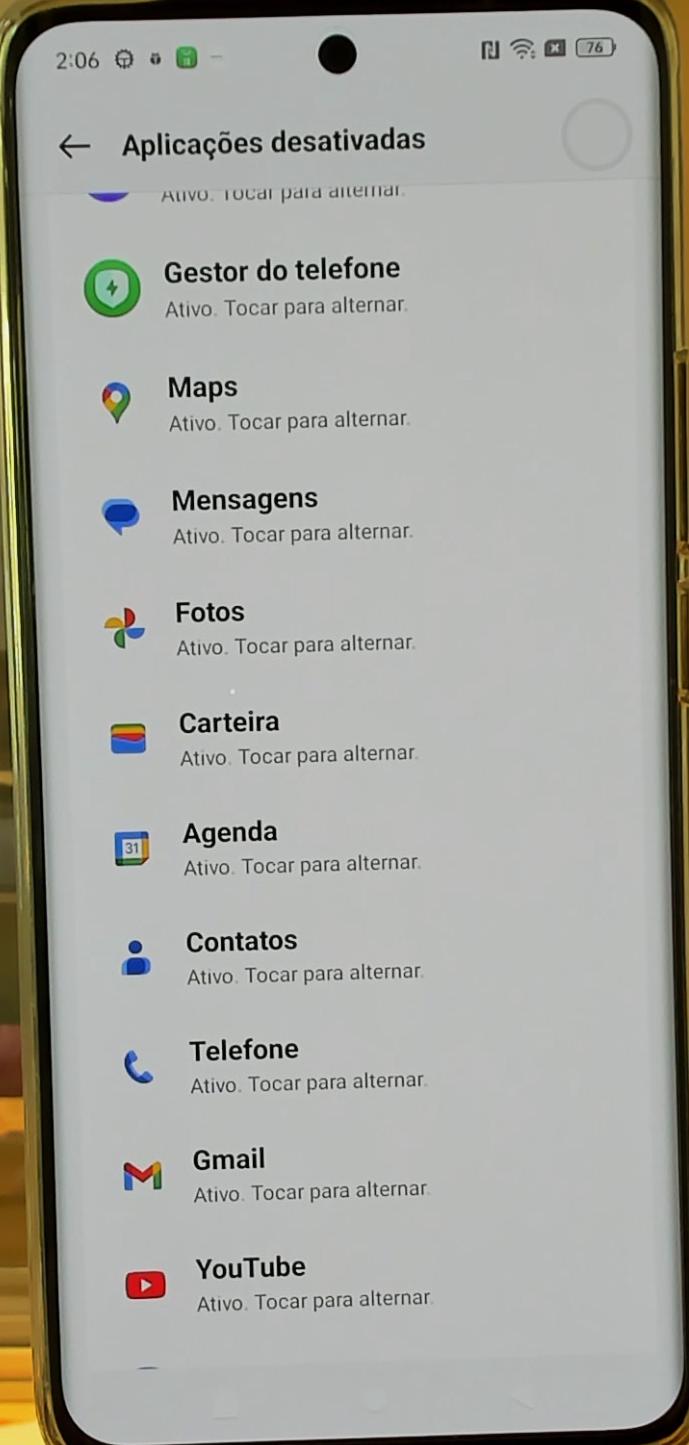 2:06
76
Aplicações desativadas
Ativo. Tocar para alternar.
Gestor do telefone
Ativo. Tocar para alternar.
Maps
Ativo. Tocar para alternar.
Mensagens
Ativo. Tocar para alternar.
Fotos
Ativo. Tocar para alternar.
Carteira
Ativo. Tocar para alternar.
31
Agenda
Ativo. Tocar para alternar.
Contatos
Ativo. Tocar para alternar.
Telefone
Ativo. Tocar para alternar.
Gmail
Ativo. Tocar para alternar.
YouTube
Ativo. Tocar para alternar.